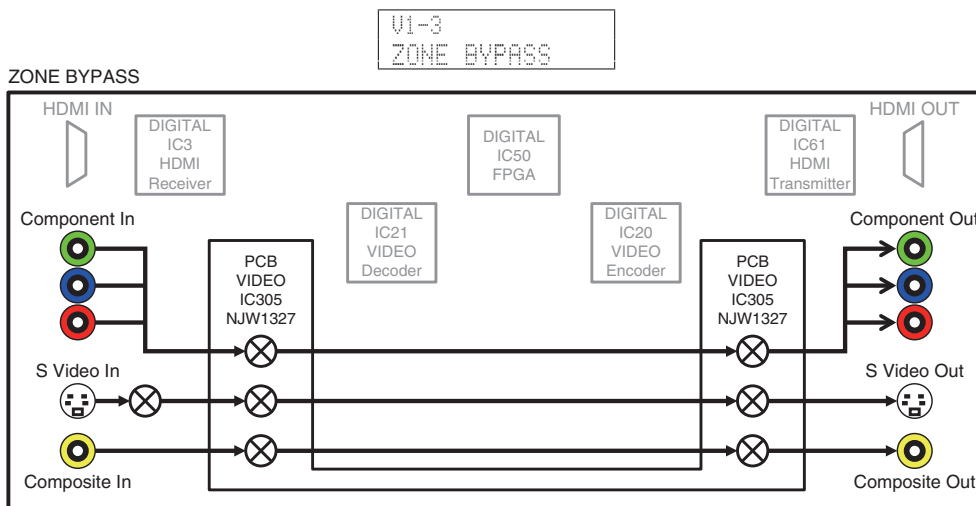 V1-3
ZONE BYPASS
ZONE BYPASS
HDMI IN
DIGITAL
IC3
HDMI
Receiver
DIGITAL
IC50
FPGA
DIGITAL
IC61
HDMI
Transmitter
HDMI OUT
Component In
DIGITAL
IC21
VIDEO
Decoder
DIGITAL
IC20
VIDEO
Encoder
Component Out
PCB
VIDEO
IC305
NJW1327
PCB
VIDEO
IC305
NJW1327
S Video In
S Video Out
Composite In
Composite Out